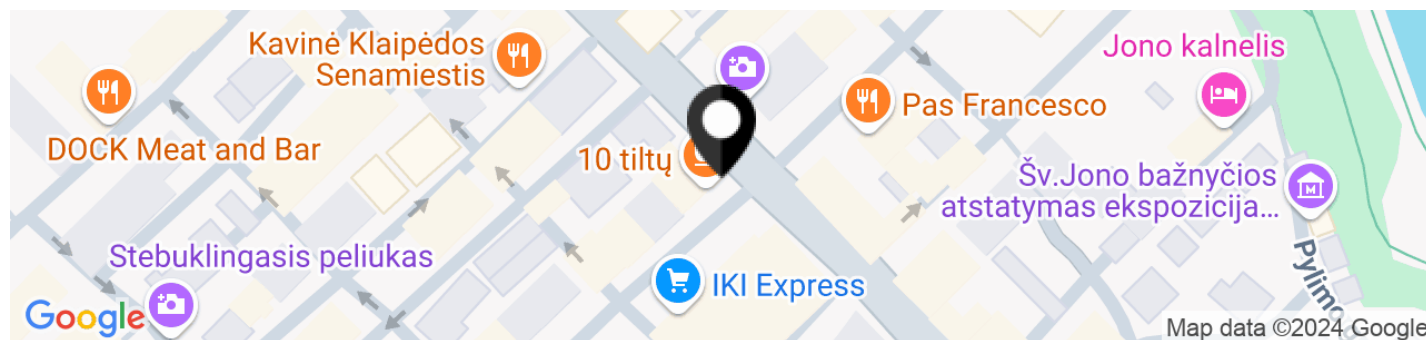 Kavinė Klaipėdos
Senamiestis
Jono kalnelis
Pas Francesco
DOCK Meat and Bar
10 tiltų
Šv.Jono bažnyčios
atstatymas ekspozicija...
Stebuklingasis peliukas
IKI Express
Pylimo
Google
Map data ©2024 Google